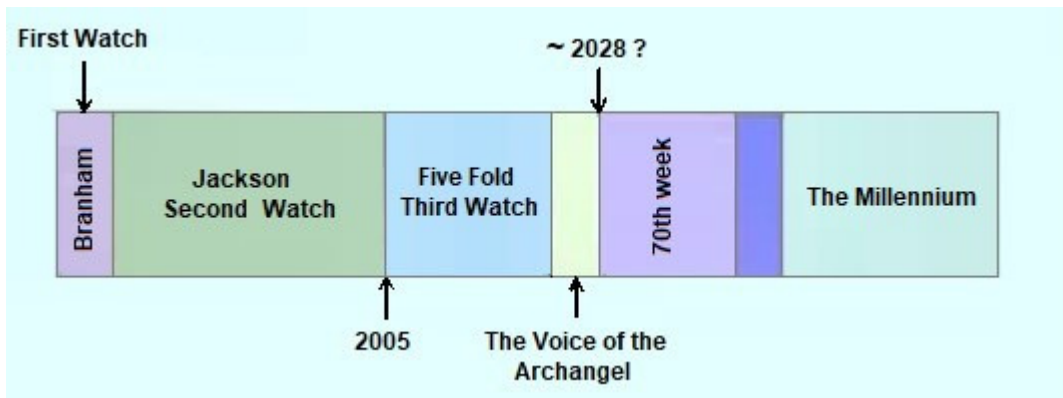 First Watch
~ 2028 ?
Branham
Jackson
Second Watch
Five Fold
Third Watch
70th week
The Millennium
2005
The Voice of the
Archangel